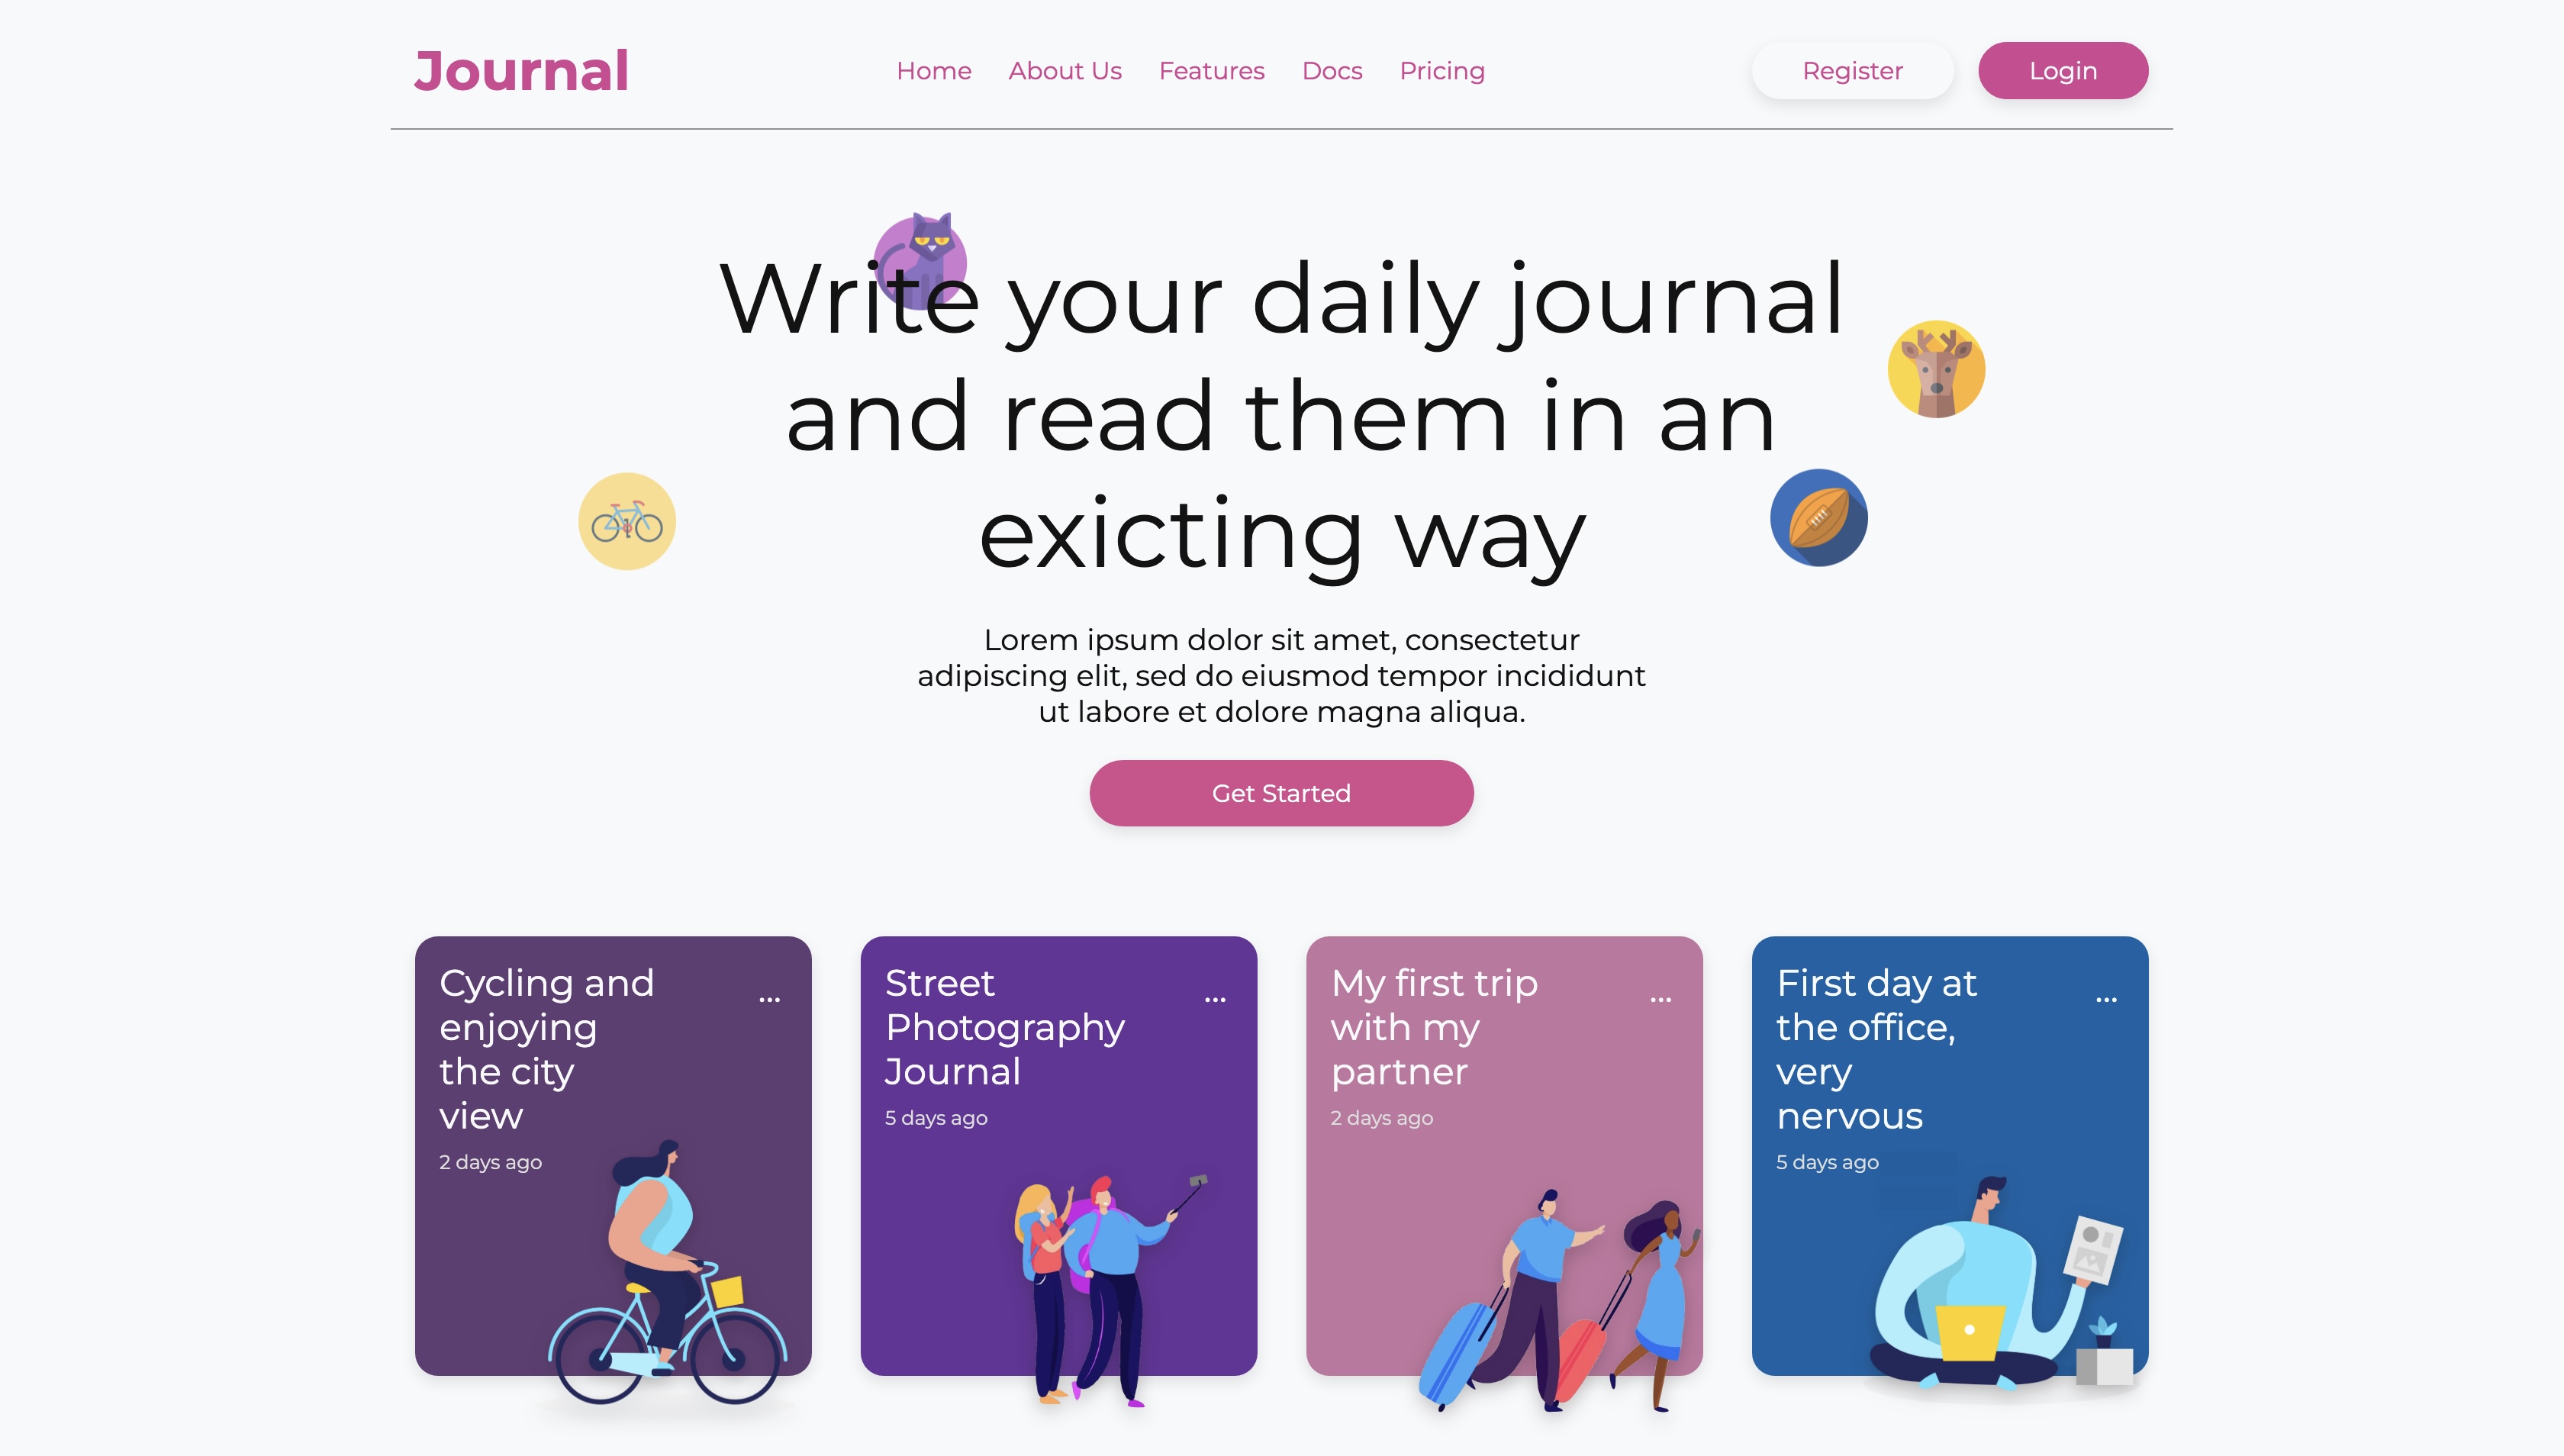 Journal
Home About Us Features Docs Pricing
Register
Login
Write your daily journal
and read them in an
exicting way
Lorem ipsum dolor sit amet, consectetur
adipiscing elit, sed do eiusmod tempor incididunt
ut labore et dolore magna aliqua.
Get Started
Cycling and
enjoying
the city
view
2 days ago
Street
Photography
Journal
5 days ago
My first trip
with my
partner
2 days ago
First day at
the office,
very
nervous
5 days ago